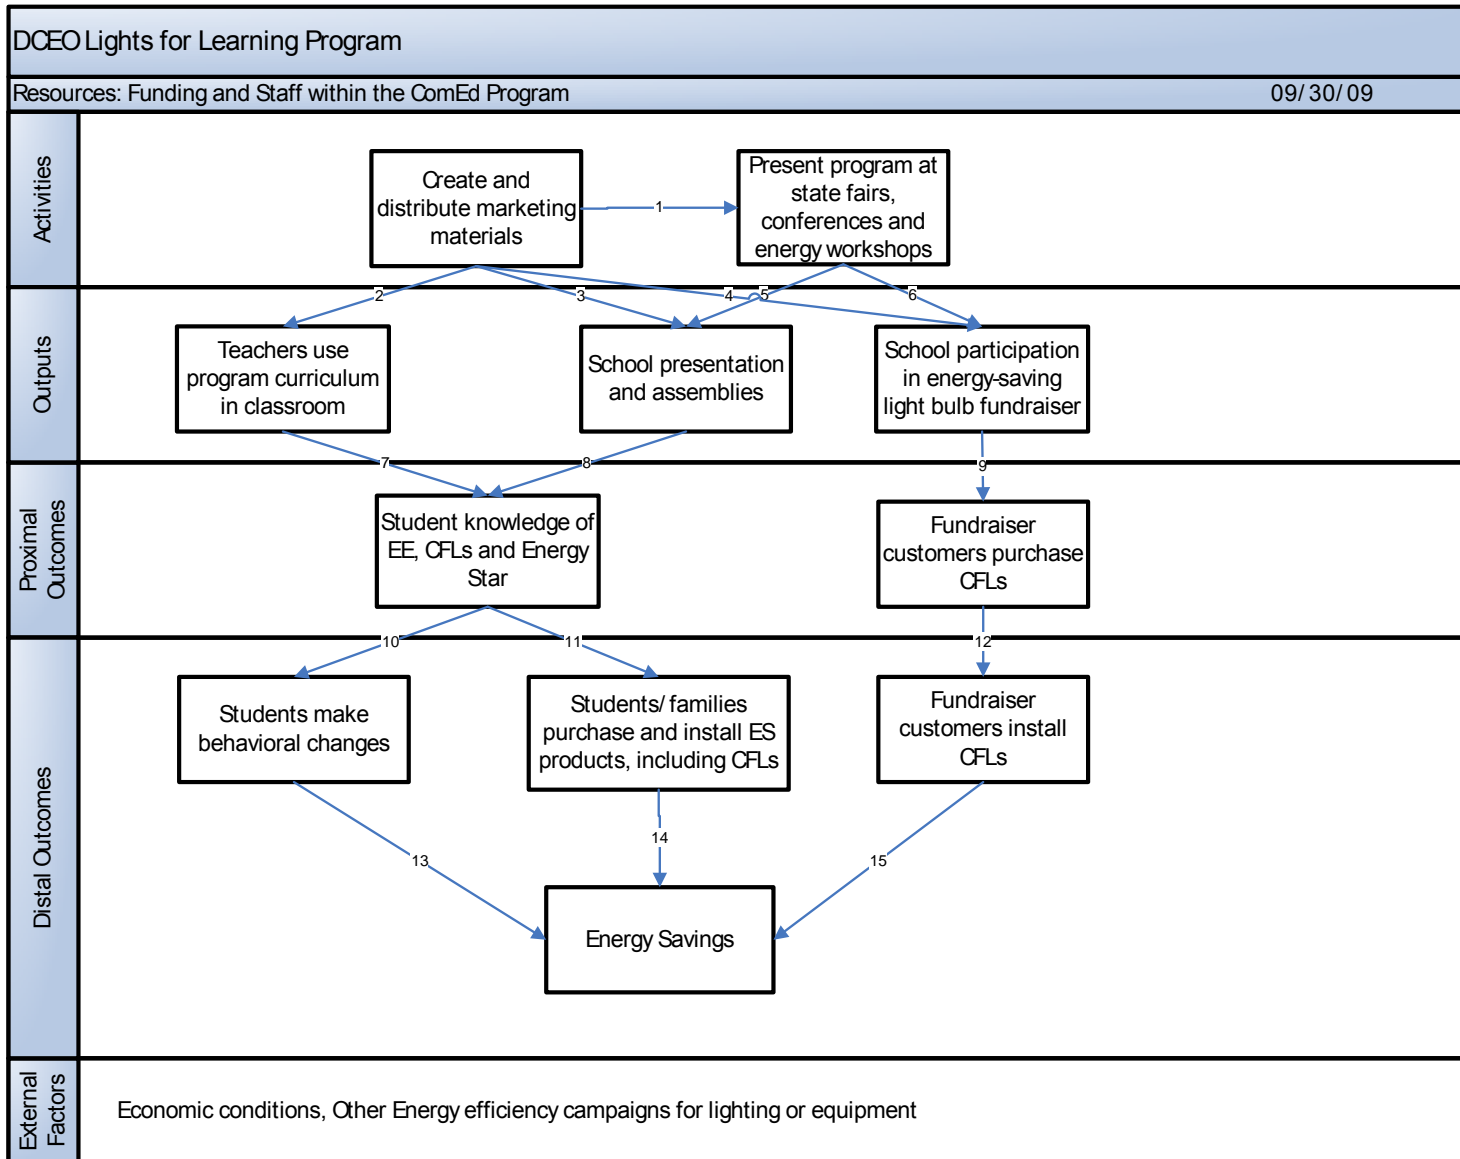 DCEO Lights for Learning Program
Resources: Funding and Staff within the ComEd Program
09/30/09
Activities
Create and
distribute marketing
materials
1
Present program at
state fairs,
conferences and
energy workshops
2
3
4
5
6
Outputs
Teachers use
program curriculum
in classroom
School presentation
and assemblies
School participation
in energy-saving
light bulb fundraiser
7
8
9
Proximal
Outcomes
Student knowledge of
EE, CFLs and Energy
Star
Fundraiser
customers purchase
CFLs
10
11
12
Distal Outcomes
Students make
behavioral changes
Students/families
purchase and install ES
products, including CFLs
Fundraiser
customers install
CFLs
13
14
15
Energy Savings
External
Factors
Economic conditions, Other Energy efficiency campaigns for lighting or equipment